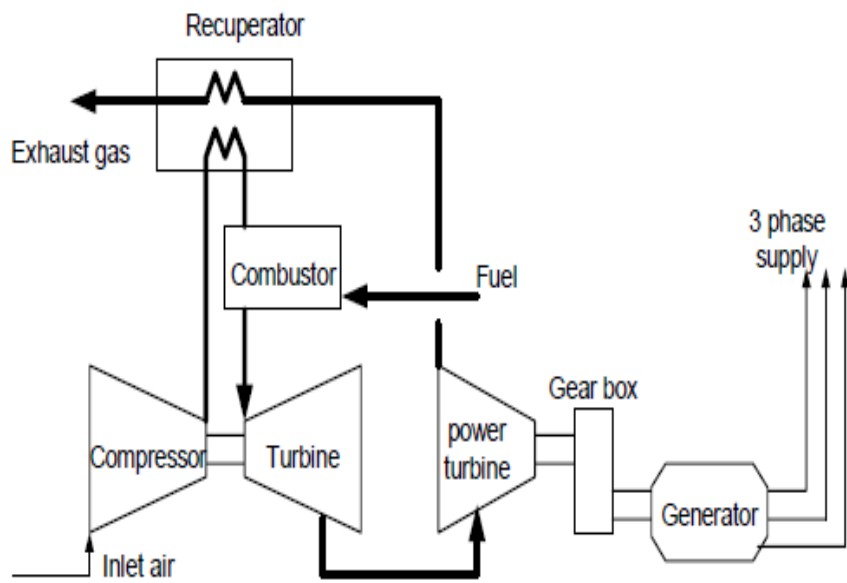 Recuperator
Exhaust gas
3 phase
supply
Combustor
Fuel
Gear box
Compressor
Turbine
power
turbine
Generator
Inlet air